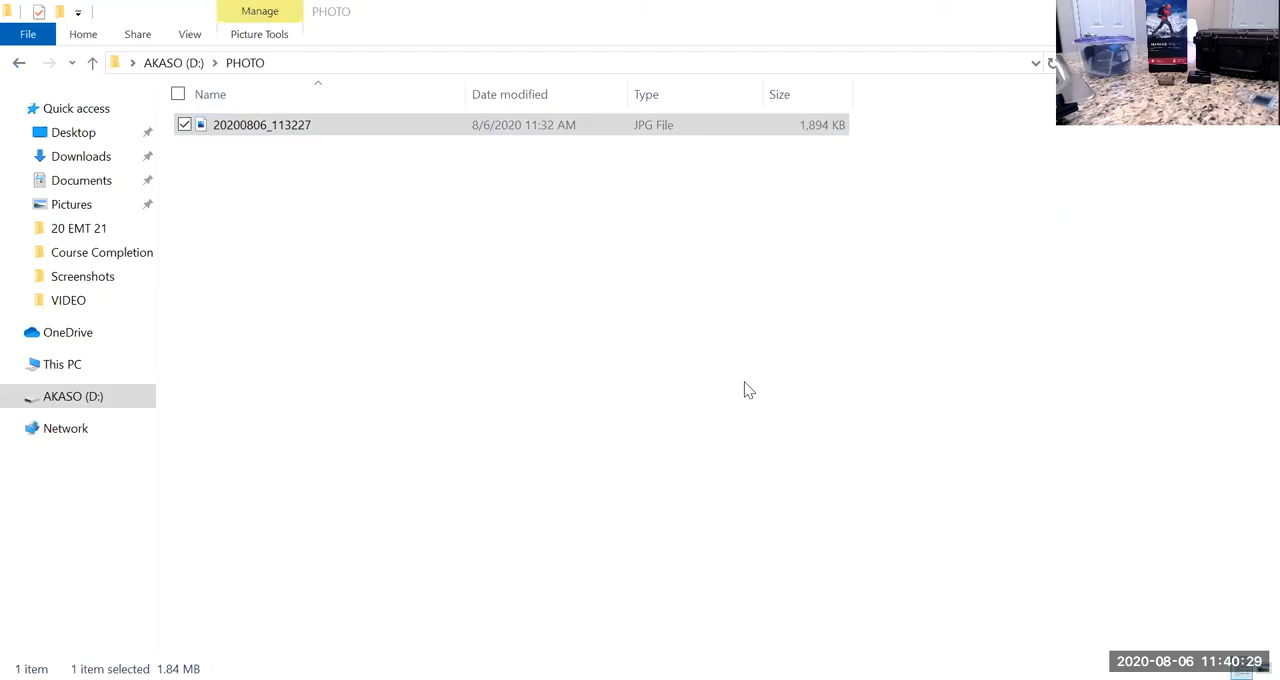 Manage
PHOTO
File
Home
Share
View
Picture Tools
AKASO (D:)
PHOTO
Name
Date modified
Type
Size
20200806_113227
8/6/2020 11:32 AM
JPG File
1,894 KB
Quick access
Desktop
Downloads
Documents
Pictures
20 EMT 21
Course Completion
Screenshots
VIDEO
OneDrive
This PC
AKASO (D:)
Network
1 item
1 item selected
1.84 MB
2020-08-06 11:40:29